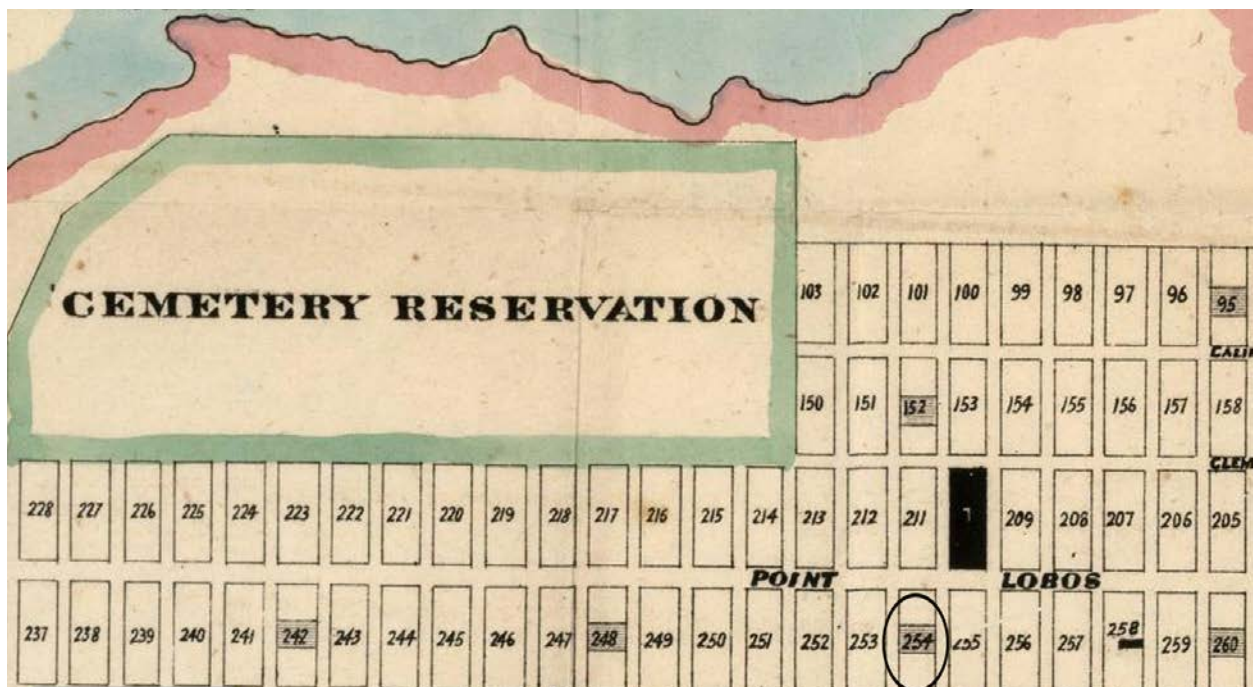 CEMETERY RESERVATION
103 102 101 100 99 98 97 96 95
CALIF
150 151 152 153 154 155 156 157 158
CLEM
228 227 226 225 224 223 222 221 220 219 218 217 216 215 214 213 212 211 209 208 207 206 205
POINT LOBOS
237 238 239 240 241 242 243 244 245 246 247 248 249 250 251 252 253 254 255 256 257 258 259 260